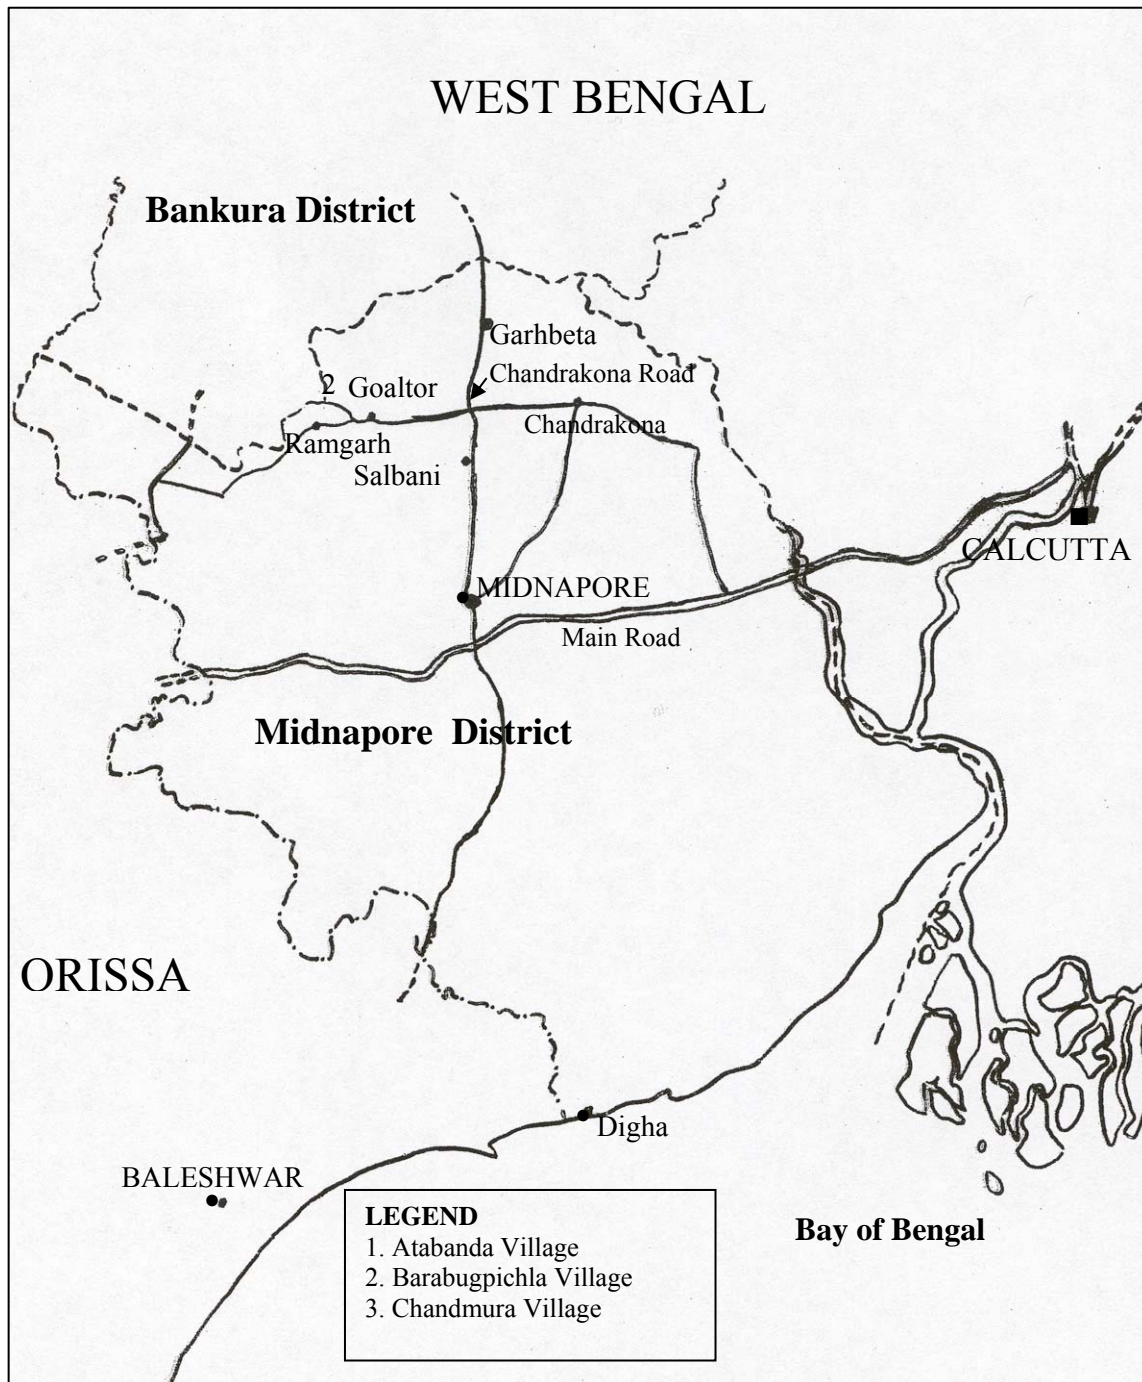 WEST BENGAL
Bankura District
Garhbeta
Chandrakona Road
2 Goaltor
Chandrakona
Ramgarh
Salbani
CALCUTTA
MIDNAPORE
Main Road
Midnapore District
ORISSA
Digha
BALESHWAR
LEGEND
1. Atabanda Village
2. Barabugpichla Village
3. Chandmura Village
Bay of Bengal